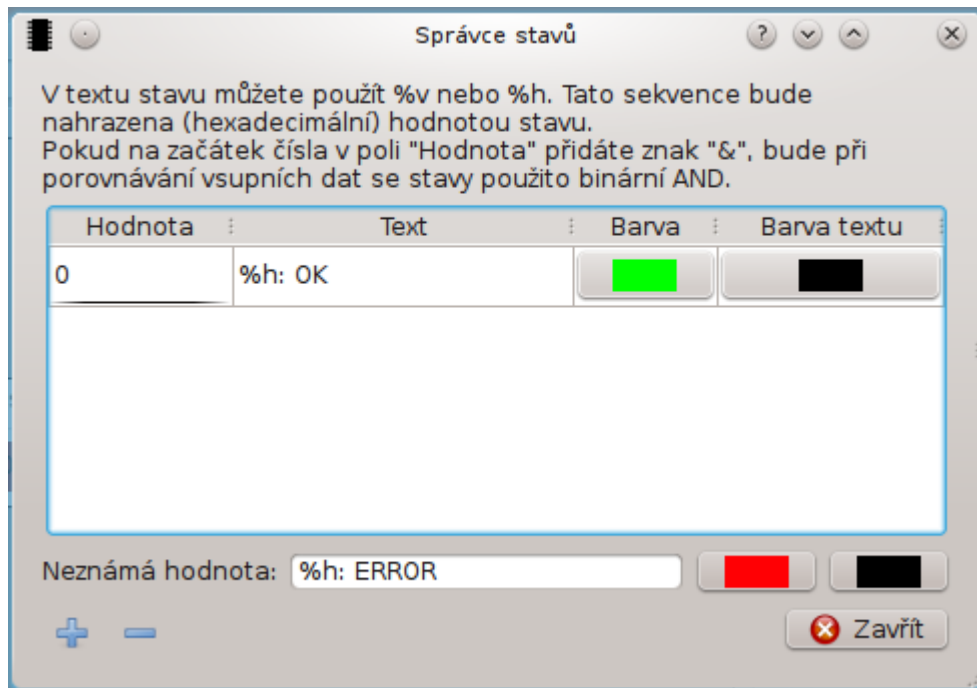 Správce stavů
V textu stavu můžete použít %v nebo %h. Tato sekvence bude
nahrazena (hexadecimální) hodnotou stavu.
Pokud na začátek čísla v poli "Hodnota" přidáte znak "&", bude při
porovnávání vsupních dat se stavy použito binární AND.
Hodnota Text Barva Barva textu
0 %h: OK
Neznámá hodnota: %h: ERROR
Zavřít